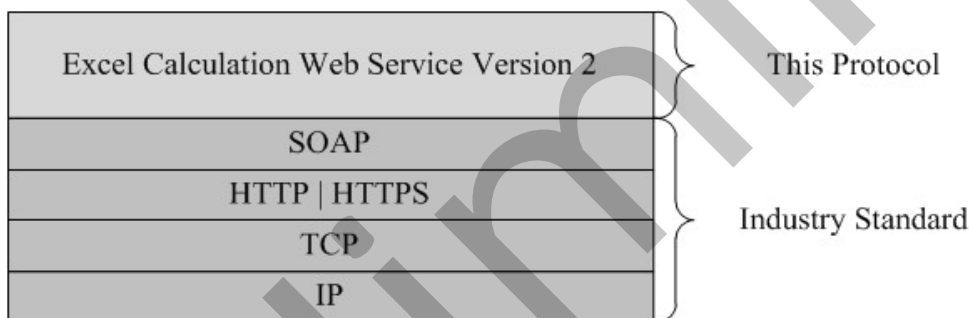 Excel Calculation Web Service Version 2
This Protocol
SOAP
HTTP | HTTPS
Industry Standard
TCP
IP